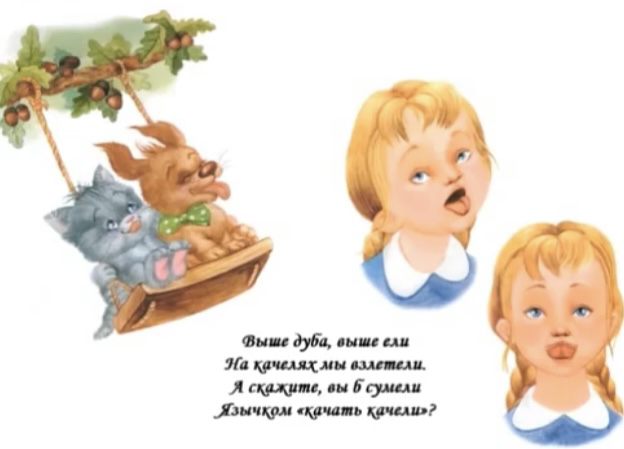 Выше дуба, выше ели
На качелях мы взлетели.
А скажите, вы б сумели
Язычком «качать качели»?